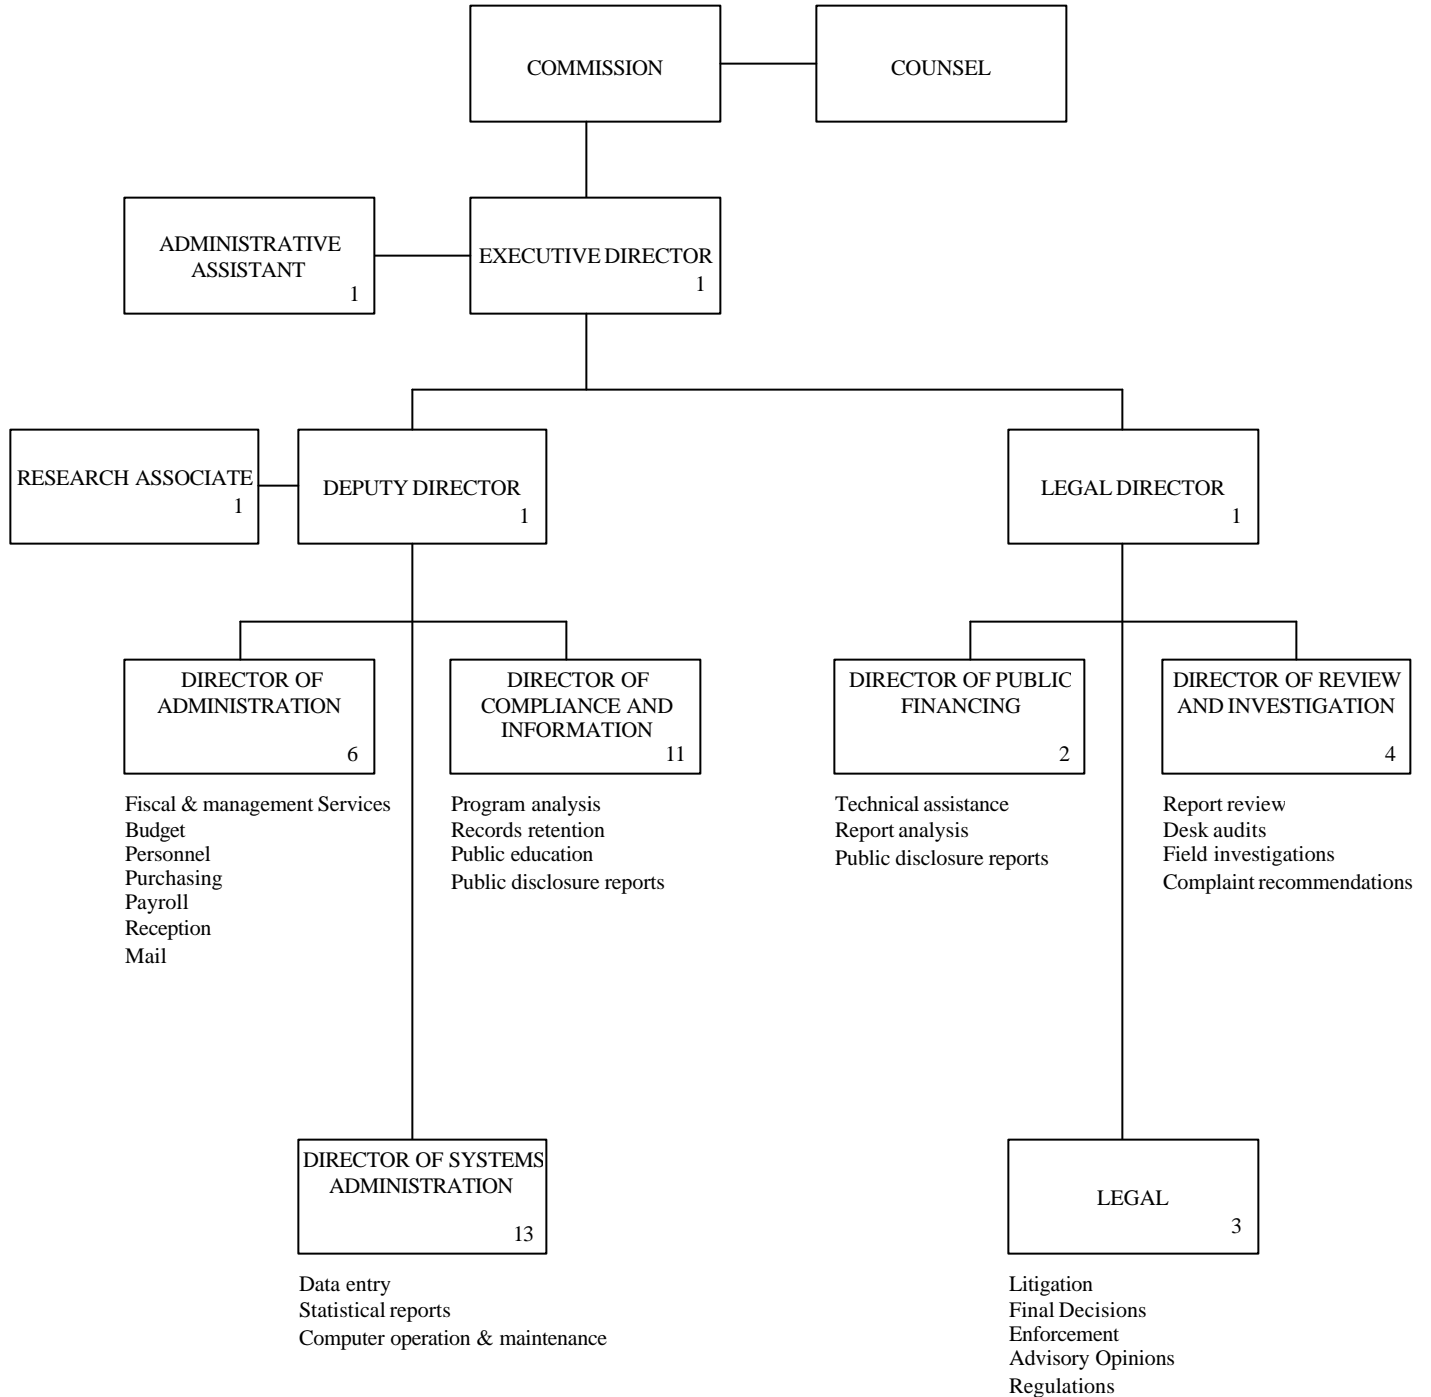 COMMISSION
COUNSEL
ADMINISTRATIVE
ASSISTANT
1
EXECUTIVE DIRECTOR
1
RESEARCH ASSOCIATE
1
DEPUTY DIRECTOR
1
LEGAL DIRECTOR
1
DIRECTOR OF
ADMINISTRATION
6
Fiscal & management Services
Budget
Personnel
Purchasing
Payroll
Reception
Mail
DIRECTOR OF
COMPLIANCE AND
INFORMATION
11
Program analysis
Records retention
Public education
Public disclosure reports
DIRECTOR OF PUBLIC
FINANCING
2
Technical assistance
Report analysis
Public disclosure reports
DIRECTOR OF REVIEW
AND INVESTIGATION
4
Report review
Desk audits
Field investigations
Complaint recommendations
DIRECTOR OF SYSTEMS
ADMINISTRATION
13
Data entry
Statistical reports
Computer operation & maintenance
LEGAL
3
Litigation
Final Decisions
Enforcement
Advisory Opinions
Regulations